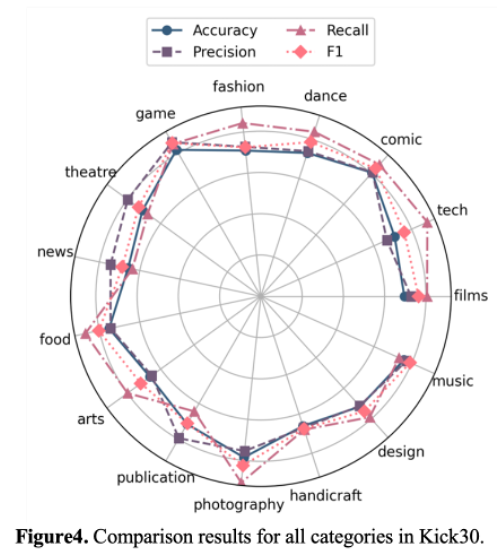 Accuracy Recall
Precision F1
fashion
dance
game
comic
theatre
tech
news
films
food
music
arts
design
publication
handicraft
photography
Figure4. Comparison results for all categories in Kick30.